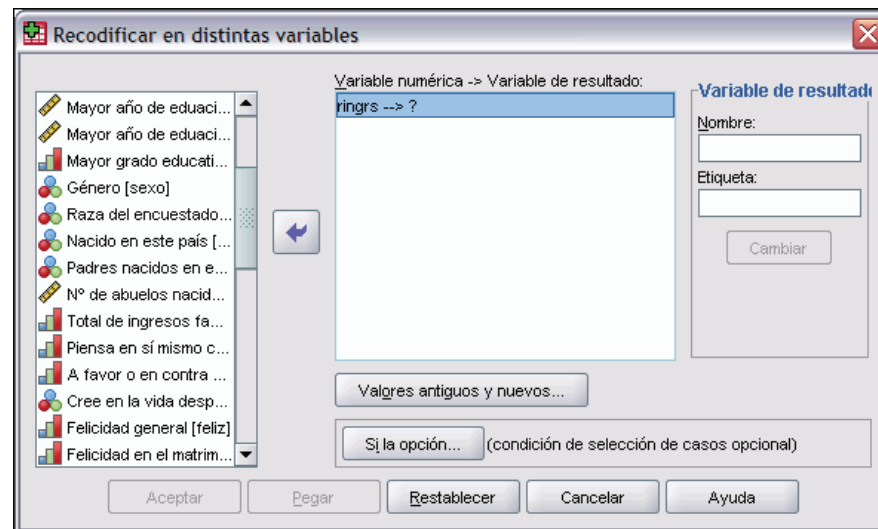 Recodificar en distintas variables
Mayor año de eduaci...
Mayor año de eduaci...
Mayor grado educati...
Género [sexo]
Raza del encuestado...
Nacido en este país [...
Padres nacidos en e...
Nº de abuelos nacid...
Total de ingresos fa...
Piensa en sí mismo c...
A favor o en contra ...
Cree en la vida desp...
Felicidad general [feliz]
Felicidad en el matrim...
Variable numérica -> Variable de resultado:
ringrs --> ?
Valores antiguos y nuevos...
Si la opción... (condición de selección de casos opcional)
Variable de resultad
Nombre:
Etiqueta:
Cambiar
Aceptar Pegar Restablecer Cancelar Ayuda